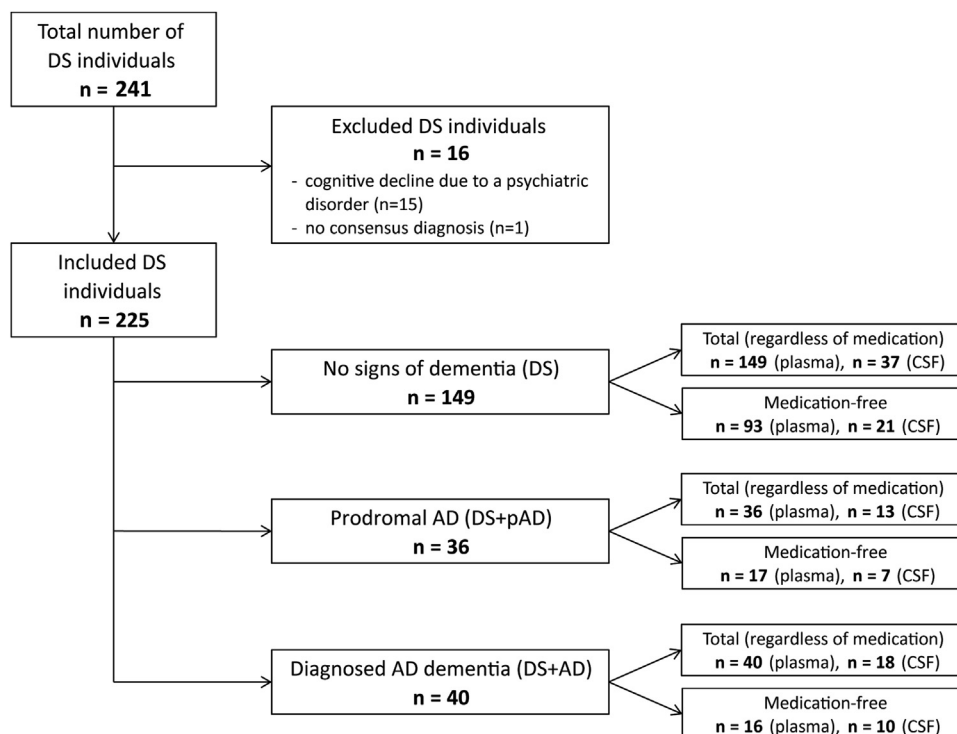 Total number of
DS individuals
n = 241
Excluded DS individuals
n = 16
- cognitive decline due to a psychiatric
disorder (n=15)
- no consensus diagnosis (n=1)
Included DS
individuals
n = 225
No signs of dementia (DS)
n = 149
Total (regardless of medication)
n = 149 (plasma), n = 37 (CSF)
Medication-free
n = 93 (plasma), n = 21 (CSF)
Prodromal AD (DS+pAD)
n = 36
Total (regardless of medication)
n = 36 (plasma), n = 13 (CSF)
Medication-free
n = 17 (plasma), n = 7 (CSF)
Diagnosed AD dementia (DS+AD)
n = 40
Total (regardless of medication)
n = 40 (plasma), n = 18 (CSF)
Medication-free
n = 16 (plasma), n = 10 (CSF)